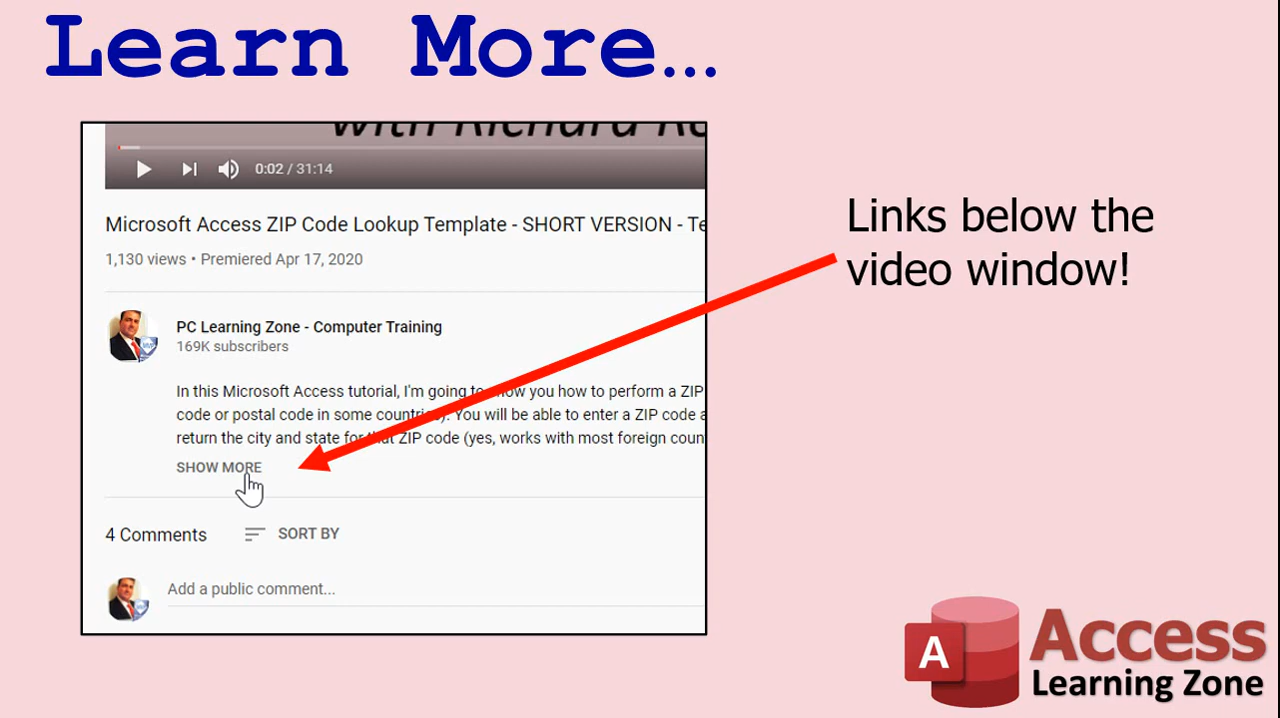 Learn More...
with Richard
0:02 / 31:14
Microsoft Access ZIP Code Lookup Template - SHORT VERSION - Te
1,130 views • Premiered Apr 17, 2020
PC Learning Zone - Computer Training
169K subscribers
In this Microsoft Access tutorial, I'm going to show you how to perform a ZIP
code or postal code in some countries). You will be able to enter a ZIP code a
return the city and state for that ZIP code (yes, works with most foreign coun
SHOW MORE
4 Comments
SORT BY
Add a public comment...
Links below the
video window!
A
Access
Learning Zone